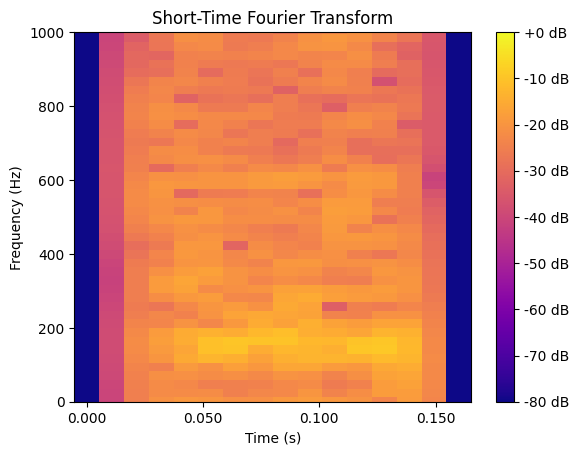 Short-Time Fourier Transform
Frequency (Hz)
1000
800
600
400
200
0
0.000
0.050
0.100
0.150
Time (s)
+0 dB
-10 dB
-20 dB
-30 dB
-40 dB
-50 dB
-60 dB
-70 dB
-80 dB